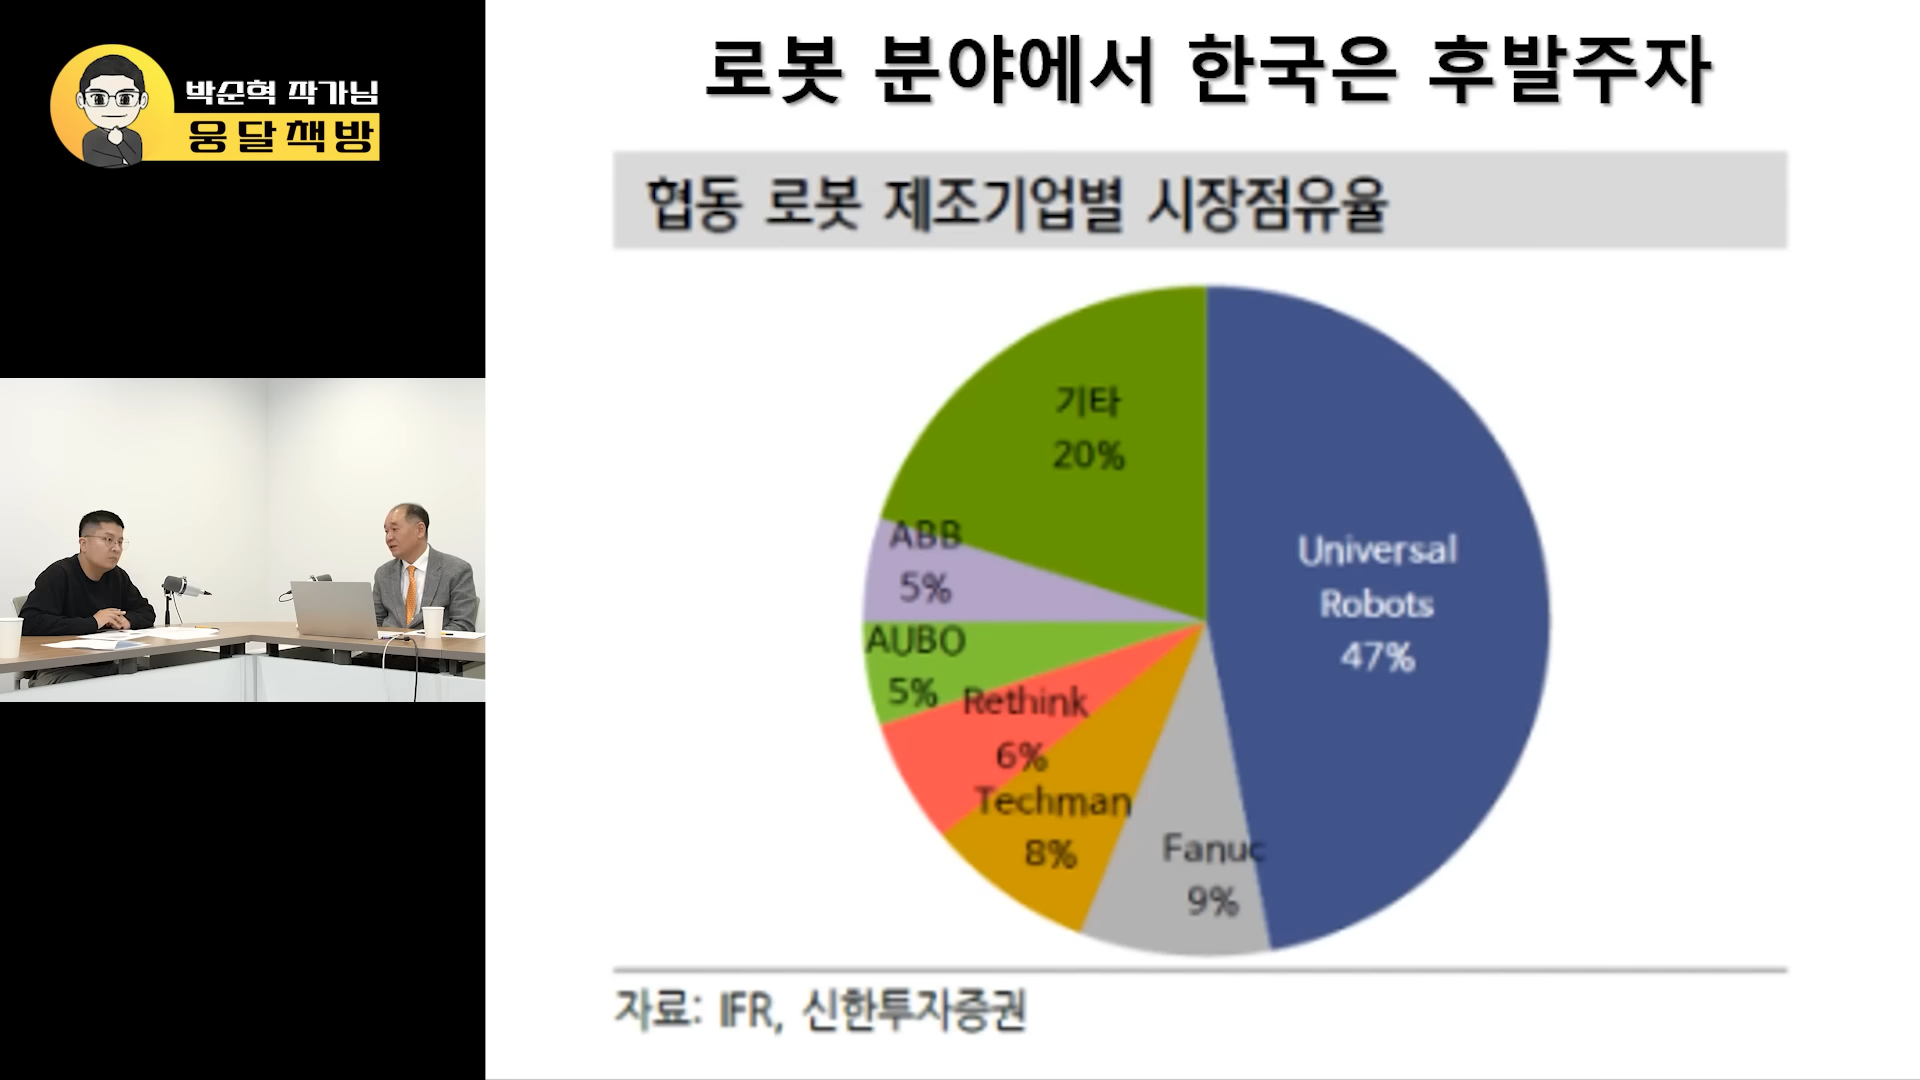 박순혁 작가님
웅달책방
로봇 분야에서 한국은 후발주자
협동 로봇 제조기업별 시장점유율
기타
20%
ABB
5%
AUBO
5%
Rethink
6%
Techman
8%
Fanuc
9%
Universal
Robots
47%
자료: IFR, 신한투자증권